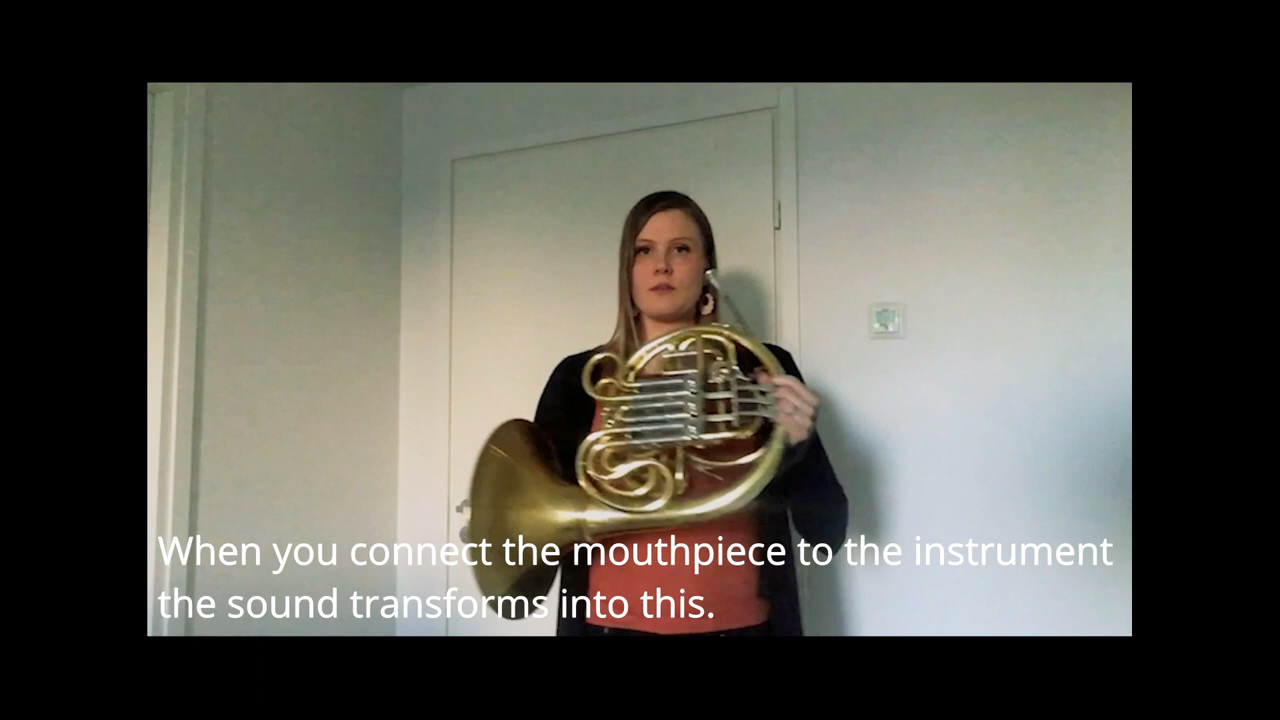 When you connect the mouthpiece to the instrument
the sound transforms into this.